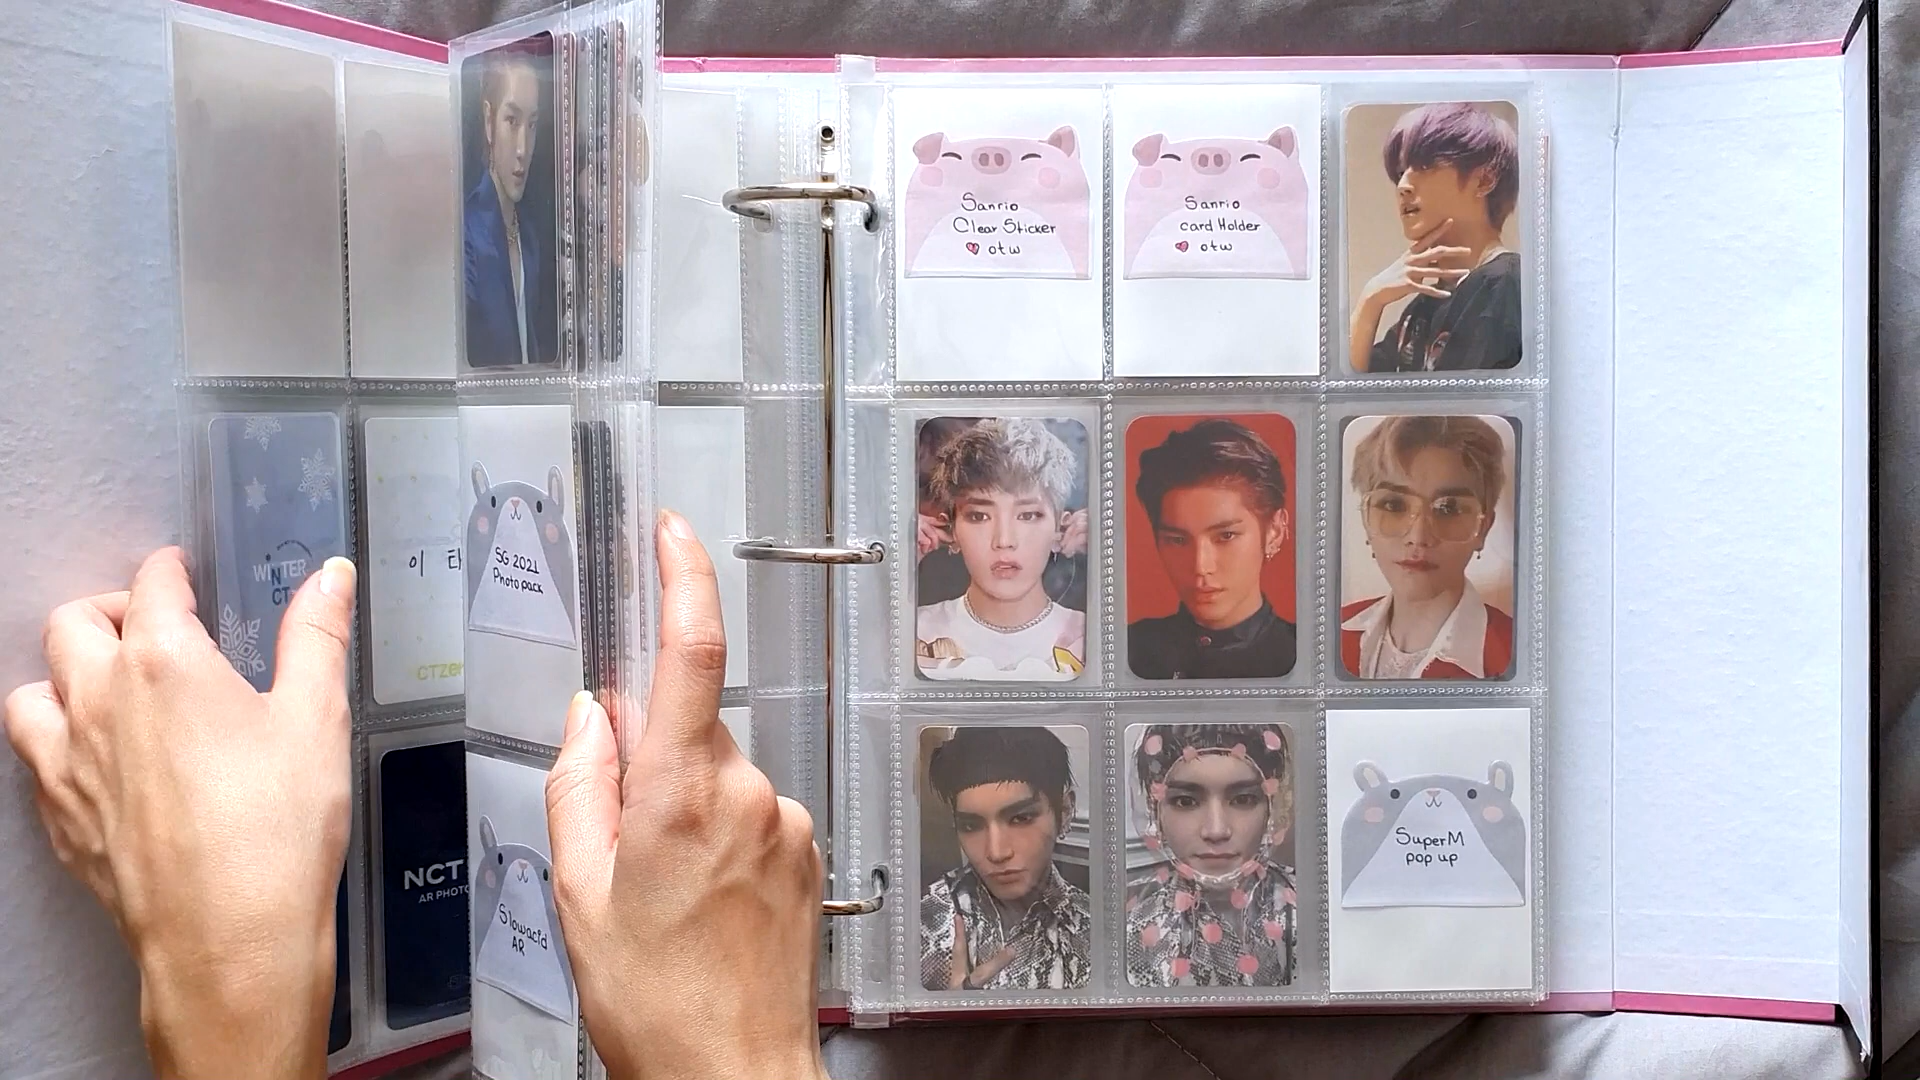 Sanrio
Clear Sticker
otw
Sanrio
card Holder
otw
WiNTER
NCT
이
CTZEN
SG 2021
Photo pack
NCT
AR PHOTO
Slowacid
AR
SuperM
pop up